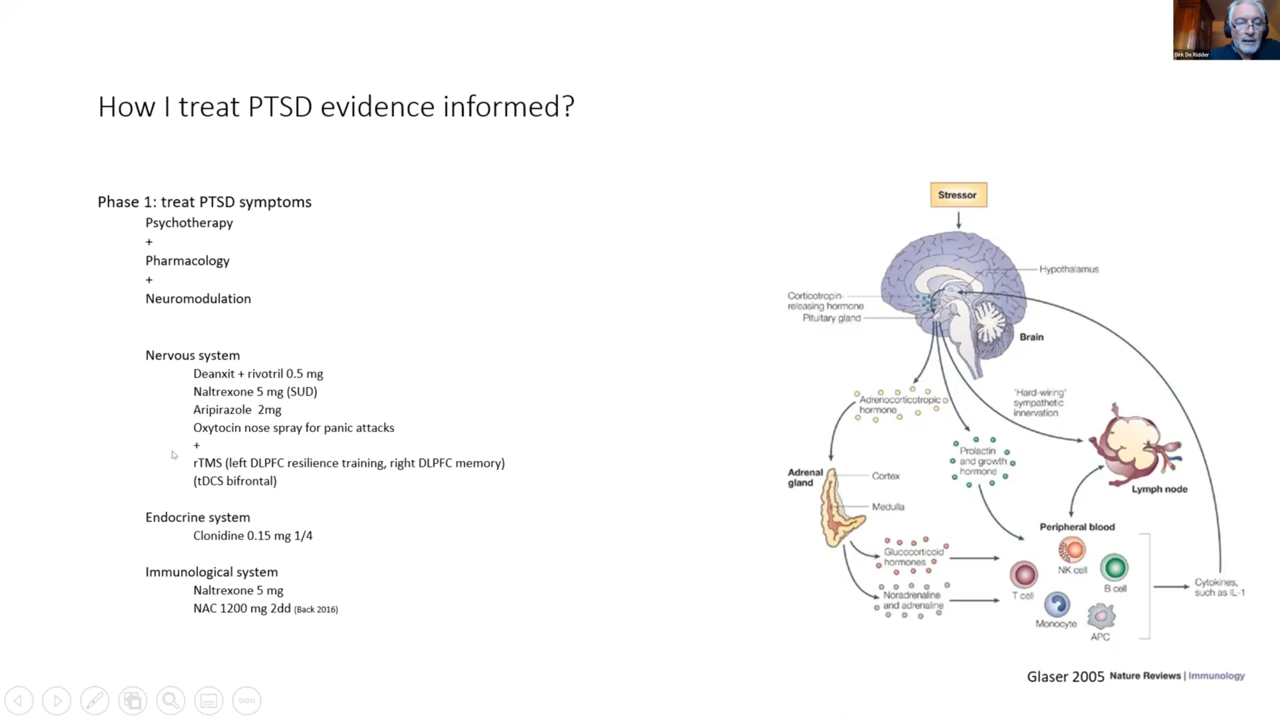 Dirk De Ridder
How I treat PTSD evidence informed?
Phase 1: treat PTSD symptoms
Psychotherapy
+
Pharmacology
+
Neuromodulation
Nervous system
Deanxit + rivotril 0.5 mg
Naltrexone 5 mg (SUD)
Aripirazole 2mg
Oxytocin nose spray for panic attacks
+
rTMS (left DLPFC resilience training, right DLPFC memory)
(tDCS bifrontal)
Endocrine system
Clonidine 0.15 mg 1/4
Immunological system
Naltrexone 5 mg
NAC 1200 mg 2dd (Back 2016)
Stressor
Hypothalamus
Corticotropin-
releasing hormone
Pituitary gland
Brain
'Hard-wiring'
sympathetic
innervation
Adrenocorticotropic
hormone
Prolactin
and growth
hormone
Adrenal
gland
Cortex
Medulla
Lymph node
Peripheral blood
Glucocorticoid
hormones
NK cell
T cell
B cell
Noradrenaline
and adrenaline
Monocyte
APC
Cytokines,
such as IL-1
Glaser 2005 Nature Reviews | Immunology